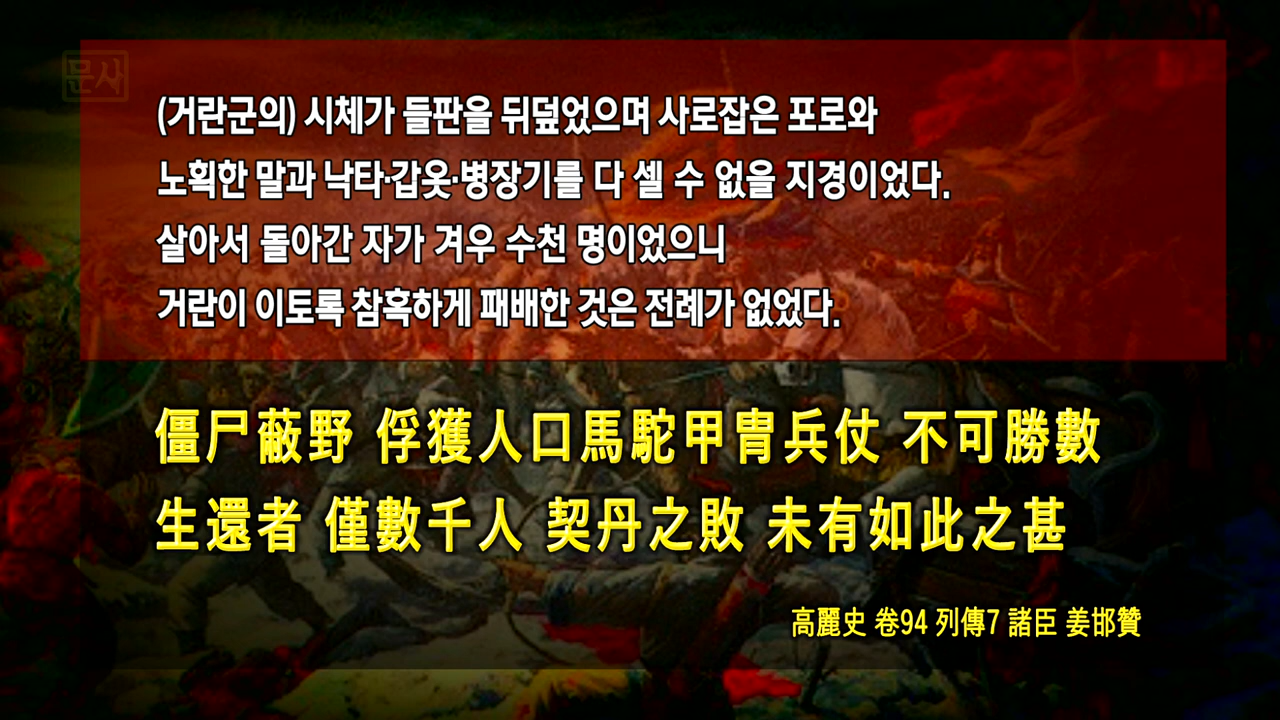 문사
(거란군의) 시체가 들판을 뒤덮었으며 사로잡은 포로와
노획한 말과 낙타·갑옷·병장기를 다 셀 수 없을 지경이었다.
살아서 돌아간 자가 겨우 수천 명이었으니
거란이 이토록 참혹하게 패배한 것은 전례가 없었다.
僵尸蔽野 俘獲人口馬駝甲冑兵仗 不可勝數
生還者 僅數千人 契丹之敗 未有如此之甚
高麗史 卷94 列傳7 諸臣 姜邯贊